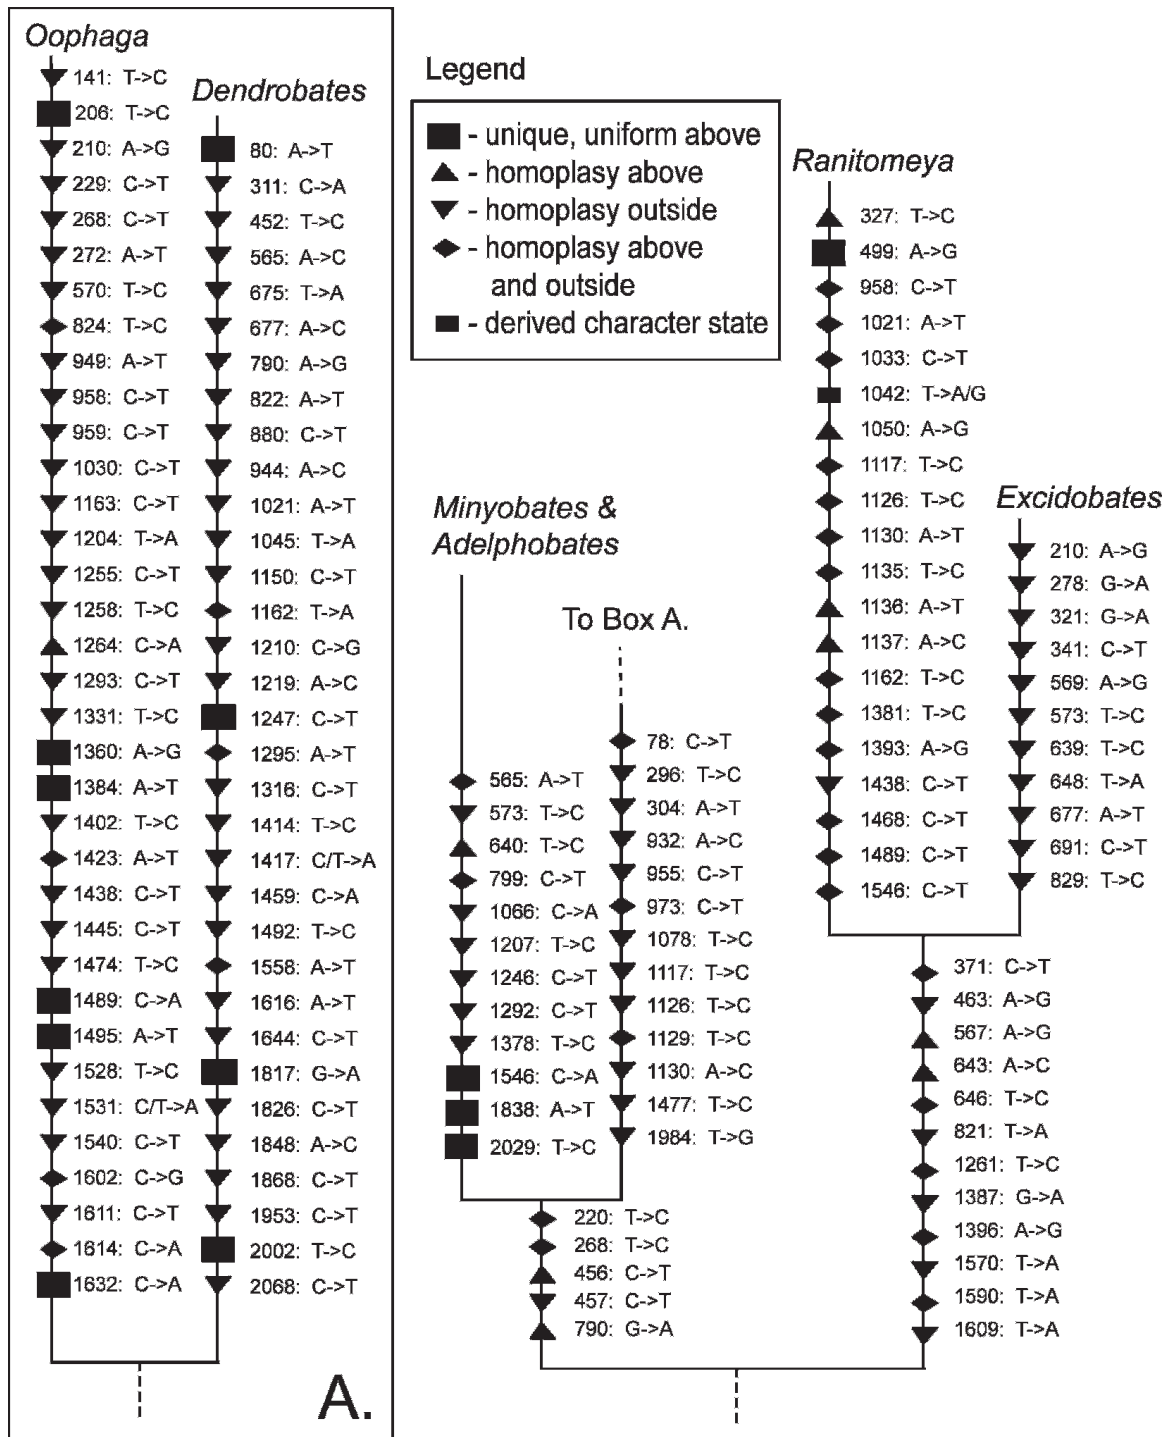 Oophaga
141: T->C
206: T->C
210: A->G
229: C->T
268: C->T
272: A->T
570: T->C
824: T->C
949: A->T
958: C->T
959: C->T
1030: C->T
1163: C->T
1204: T->A
1255: C->T
1258: T->C
1264: C->A
1293: C->T
1331: T->C
1360: A->G
1384: A->T
1402: T->C
1423: A->T
1438: C->T
1445: C->T
1474: T->C
1489: C->A
1495: A->T
1528: T->C
1531: C/T->A
1540: C->T
1602: C->G
1611: C->T
1614: C->A
1632: C->A
Dendrobates
80: A->T
311: C->A
452: T->C
565: A->C
675: T->A
677: A->C
790: A->G
822: A->T
880: C->T
944: A->C
1021: A->T
1045: T->A
1150: C->T
1162: T->A
1210: C->G
1219: A->C
1247: C->T
1295: A->T
1316: C->T
1414: T->C
1417: C/T->A
1459: C->A
1492: T->C
1558: A->T
1616: A->T
1644: C->T
1817: G->A
1826: C->T
1848: A->C
1868: C->T
1953: C->T
2002: T->C
2068: C->T
A.
Legend
- unique, uniform above
- homoplasy above
- homoplasy outside
- homoplasy above
and outside
- derived character state
Minyobates &
Adelphobates
565: A->T
573: T->C
640: T->C
799: C->T
1066: C->A
1207: T->C
1246: C->T
1292: C->T
1378: T->C
1546: C->A
1838: A->T
2029: T->C
To Box A.
78: C->T
296: T->C
304: A->T
932: A->C
955: C->T
973: C->T
1078: T->C
1117: T->C
1126: T->C
1129: T->C
1130: A->C
1477: T->C
1984: T->G
220: T->C
268: T->C
456: C->T
457: C->T
790: G->A
Ranitomeya
327: T->C
499: A->G
958: C->T
1021: A->T
1033: C->T
1042: T->A/G
1050: A->G
1117: T->C
1126: T->C
1130: A->T
1135: T->C
1136: A->T
1137: A->C
1162: T->C
1381: T->C
1393: A->G
1438: C->T
1468: C->T
1489: C->T
1546: C->T
Excidobates
210: A->G
278: G->A
321: G->A
341: C->T
569: A->G
573: T->C
639: T->C
648: T->A
677: A->T
691: C->T
829: T->C
371: C->T
463: A->G
567: A->G
643: A->C
646: T->C
821: T->A
1261: T->C
1387: G->A
1396: A->G
1570: T->A
1590: T->A
1609: T->A